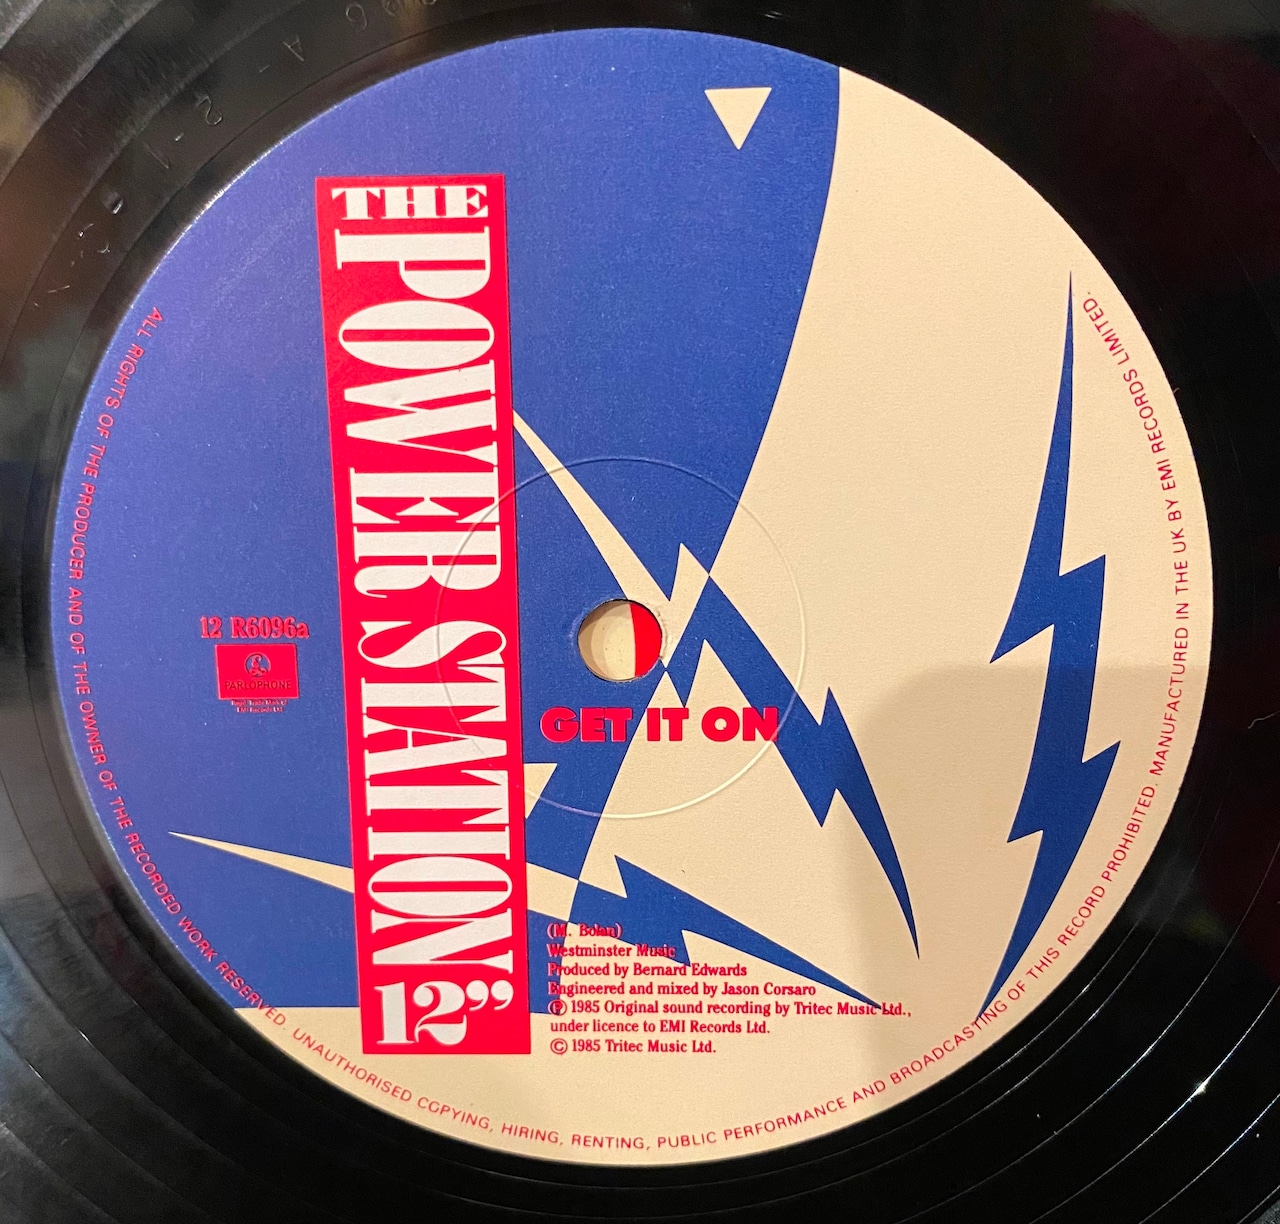 THE
POWER STATION
12”
12 R6096a
PARLOPHONE
GET IT ON
(M. Bolan)
Westminster Music
Produced by Bernard Edwards
Engineered and mixed by Jason Corsaro
℗ 1985 Original sound recording by Tritec Music Ltd.,
under licence to EMI Records Ltd.
© 1985 Tritec Music Ltd.
ALL RIGHTS OF THE PRODUCER AND OF THE OWNER OF THE RECORDED WORK RESERVED. UNAUTHORISED COPYING, HIRING, RENTING, PUBLIC PERFORMANCE AND BROADCASTING OF THIS RECORD PROHIBITED. MANUFACTURED IN THE UK BY EMI RECORDS LIMITED.